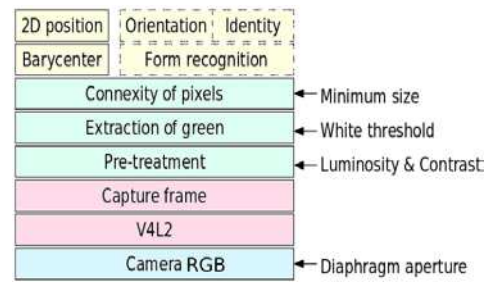 2D position Orientation Identity
Barycenter Form recognition
Connexity of pixels Minimum size
Extraction of green White threshold
Pre-treatment Luminosity & Contrast
Capture frame
V4L2
Camera RGB Diaphragm aperture